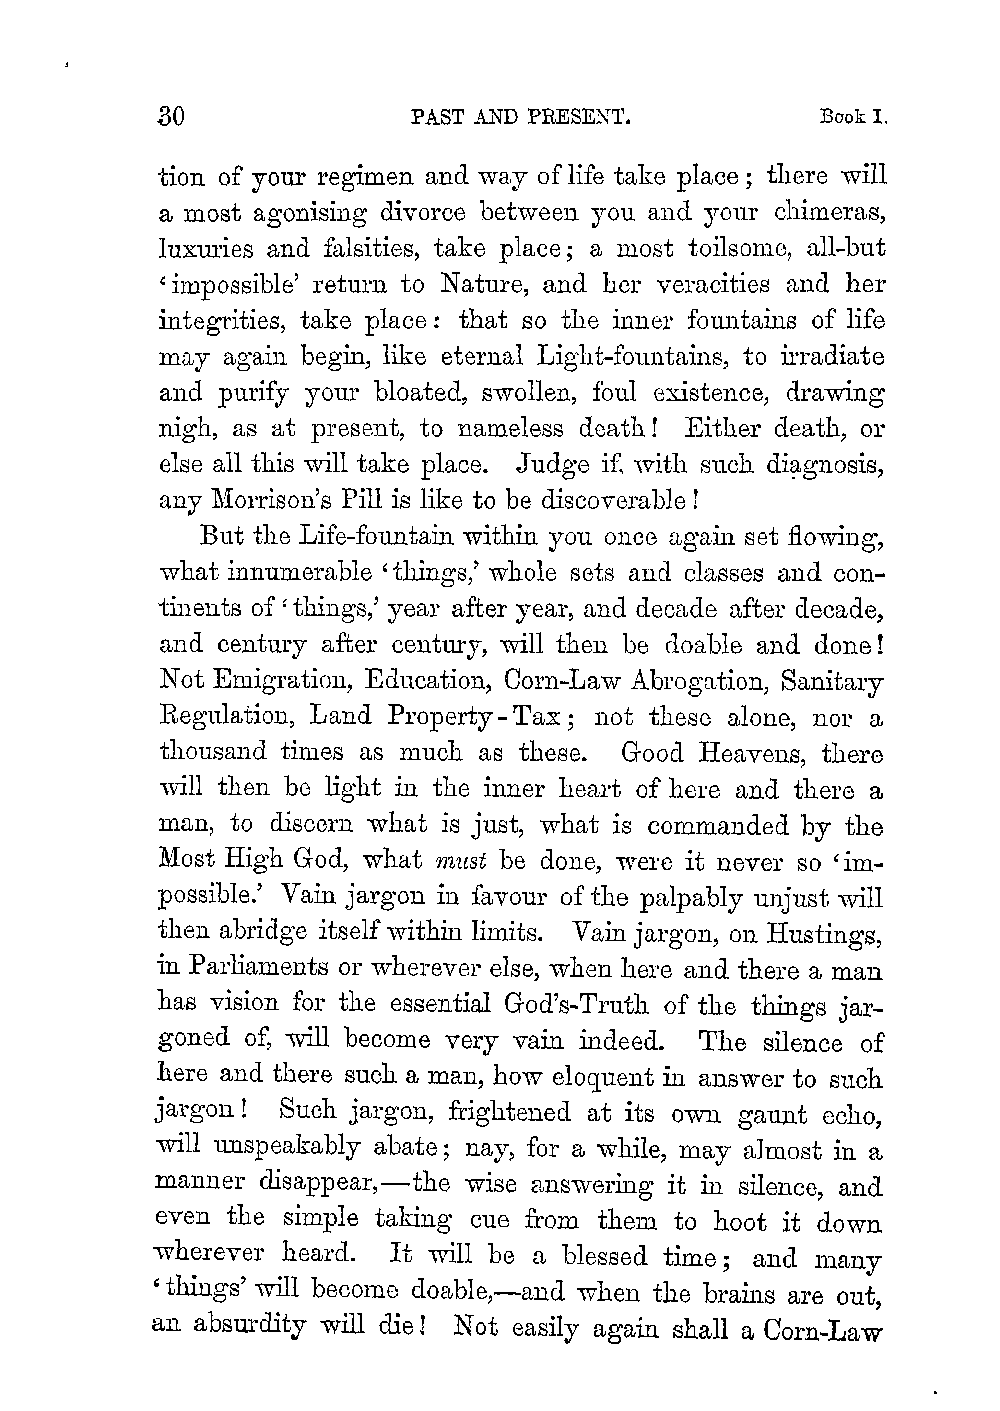 30 PAST AND PRESENT. Book I.
tion of your regimen and way of life take place; there will
a most agonising divorce between you and your chimeras,
luxuries and falsities, take place; a most toilsome, all-but
‘impossible’ return to Nature, and her veracities and her
integrities, take place: that so the inner fountains of life
may again begin, like eternal Light-fountains, to irradiate
and purify your bloated, swollen, foul existence, drawing
nigh, as at present, to nameless death! Either death, or
else all this will take place. Judge if, with such diagnosis,
any Morrison’s Pill is like to be discoverable!
But the Life-fountain within you once again set flowing,
what innumerable ‘things,’ whole sets and classes and con-
tinents of ‘things,’ year after year, and decade after decade,
and century after century, will then be doable and done!
Not Emigration, Education, Corn-Law Abrogation, Sanitary
Regulation, Land Property-Tax; not these alone, nor a
thousand times as much as these. Good Heavens, there
will then be light in the inner heart of here and there a
man, to discern what is just, what is commanded by the
Most High God, what must be done, were it never so ‘im-
possible.’ Vain jargon in favour of the palpably unjust will
then abridge itself within limits. Vain jargon, on Hustings,
in Parliaments or wherever else, when here and there a man
has vision for the essential God’s-Truth of the things jar-
goned of, will become very vain indeed. The silence of
here and there such a man, how eloquent in answer to such
jargon! Such jargon, frightened at its own gaunt echo,
will unspeakably abate; nay, for a while, may almost in a
manner disappear,—the wise answering it in silence, and
even the simple taking cue from them to hoot it down
wherever heard. It will be a blessed time; and many
‘things’ will become doable,—and when the brains are out,
an absurdity will die! Not easily again shall a Corn-Law